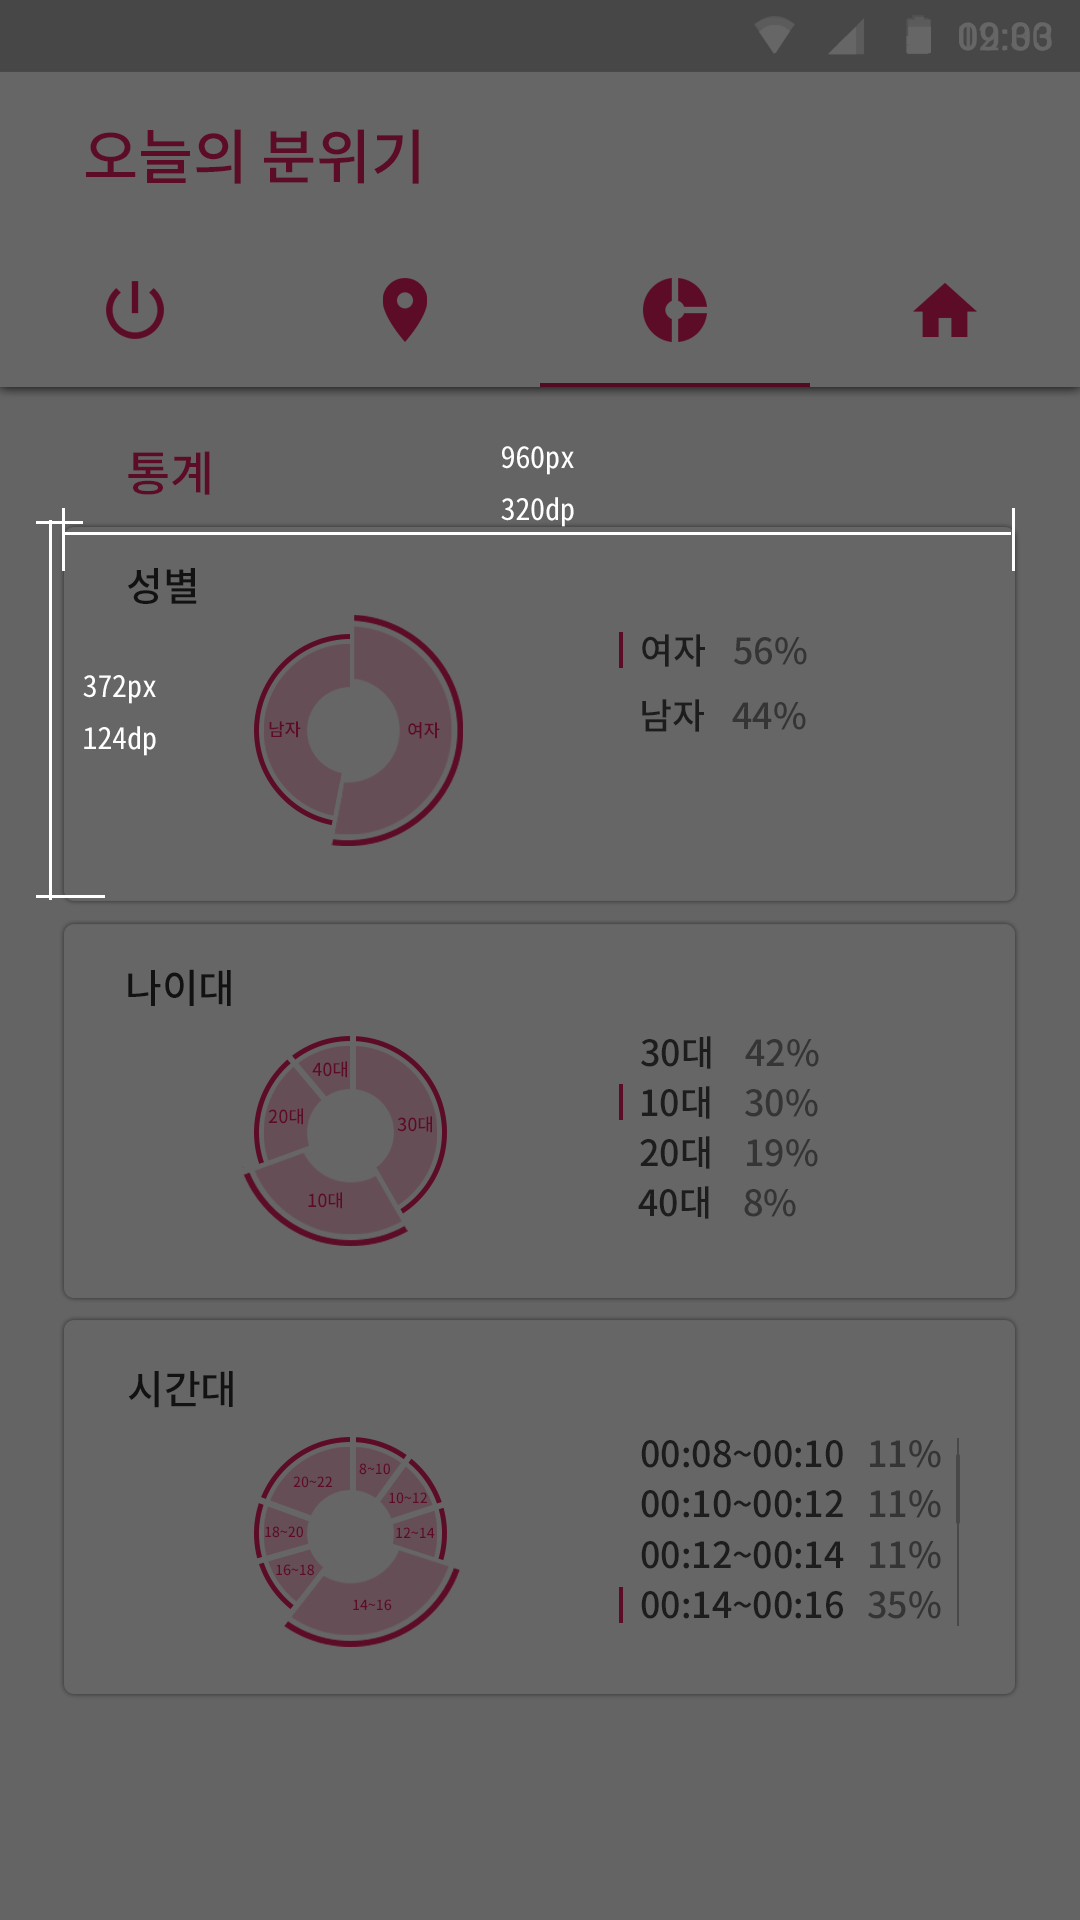 오늘의 분위기
통계
960px
320dp
성별
372px
124dp
남자
여자
여자 56%
남자 44%
나이대
40대
20대
30대
10대
30대 42%
10대 30%
20대 19%
40대 8%
시간대
20~22
8~10
10~12
18~20
12~14
16~18
14~16
00:08~00:10 11%
00:10~00:12 11%
00:12~00:14 11%
00:14~00:16 35%